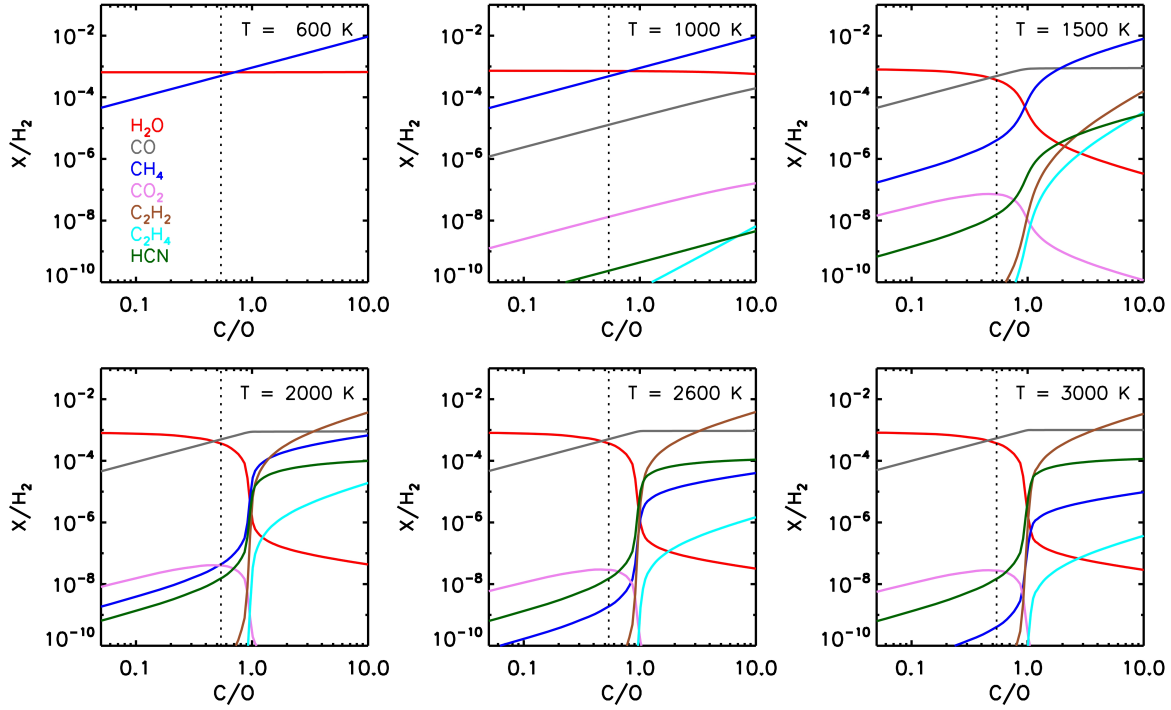 T = 600 K
10⁻²
10⁻⁴
10⁻⁶
10⁻⁸
10⁻¹⁰
X/H₂
H₂O
CO
CH₄
CO₂
C₂H₂
C₂H₄
HCN
0.1 1.0 10.0
C/O
T = 1000 K
10⁻²
10⁻⁴
10⁻⁶
10⁻⁸
10⁻¹⁰
X/H₂
0.1 1.0 10.0
C/O
T = 1500 K
10⁻²
10⁻⁴
10⁻⁶
10⁻⁸
10⁻¹⁰
X/H₂
0.1 1.0 10.0
C/O
T = 2000 K
10⁻²
10⁻⁴
10⁻⁶
10⁻⁸
10⁻¹⁰
X/H₂
0.1 1.0 10.0
C/O
T = 2600 K
10⁻²
10⁻⁴
10⁻⁶
10⁻⁸
10⁻¹⁰
X/H₂
0.1 1.0 10.0
C/O
T = 3000 K
10⁻²
10⁻⁴
10⁻⁶
10⁻⁸
10⁻¹⁰
X/H₂
0.1 1.0 10.0
C/O